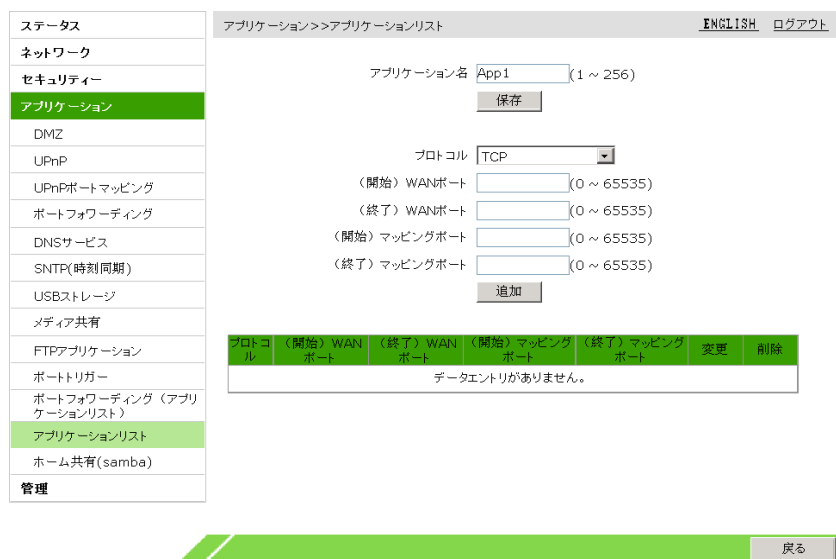 ステータス
ネットワーク
セキュリティー
アプリケーション
DMZ
UPnP
UPnPポートマッピング
ポートフォワーディング
DNSサービス
SNTP(時刻同期)
USBストレージ
メディア共有
FTPアプリケーション
ポートトリガー
ポートフォワーディング（アプリ
ケーションリスト）
アプリケーションリスト
ホーム共有(samba)
管理
アプリケーション>>アプリケーションリスト ENGLISH ログアウト
アプリケーション名 App1 (1 ~ 256)
保存
プロトコル TCP
（開始）WANポート (0 ~ 65535)
（終了）WANポート (0 ~ 65535)
（開始）マッピングポート (0 ~ 65535)
（終了）マッピングポート (0 ~ 65535)
追加
プロトコ （開始）WAN （終了）WAN （開始）マッピング （終了）マッピング 変更 削除
ル ポート ポート ポート ポート
データエントリがありません。
戻る